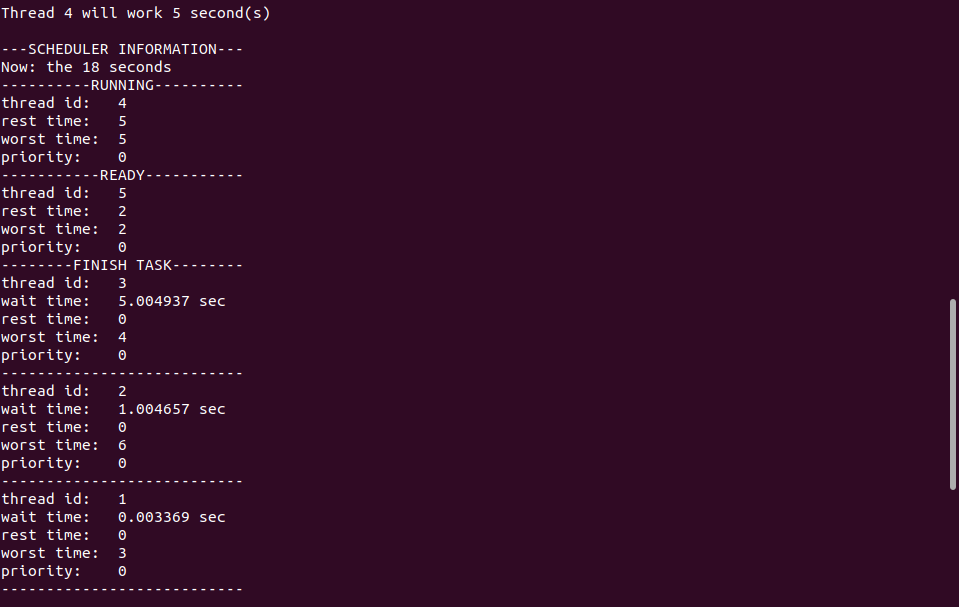 Thread 4 will work 5 second(s)
---SCHEDULER INFORMATION---
Now: the 18 seconds
----------RUNNING----------
thread id:   4
rest time:   5
worst time:  5
priority:    0
-----------READY-----------
thread id:   5
rest time:   2
worst time:  2
priority:    0
--------FINISH TASK--------
thread id:   3
wait time:   5.004937 sec
rest time:   0
worst time:  4
priority:    0
---------------------------
thread id:   2
wait time:   1.004657 sec
rest time:   0
worst time:  6
priority:    0
---------------------------
thread id:   1
wait time:   0.003369 sec
rest time:   0
worst time:  3
priority:    0
---------------------------